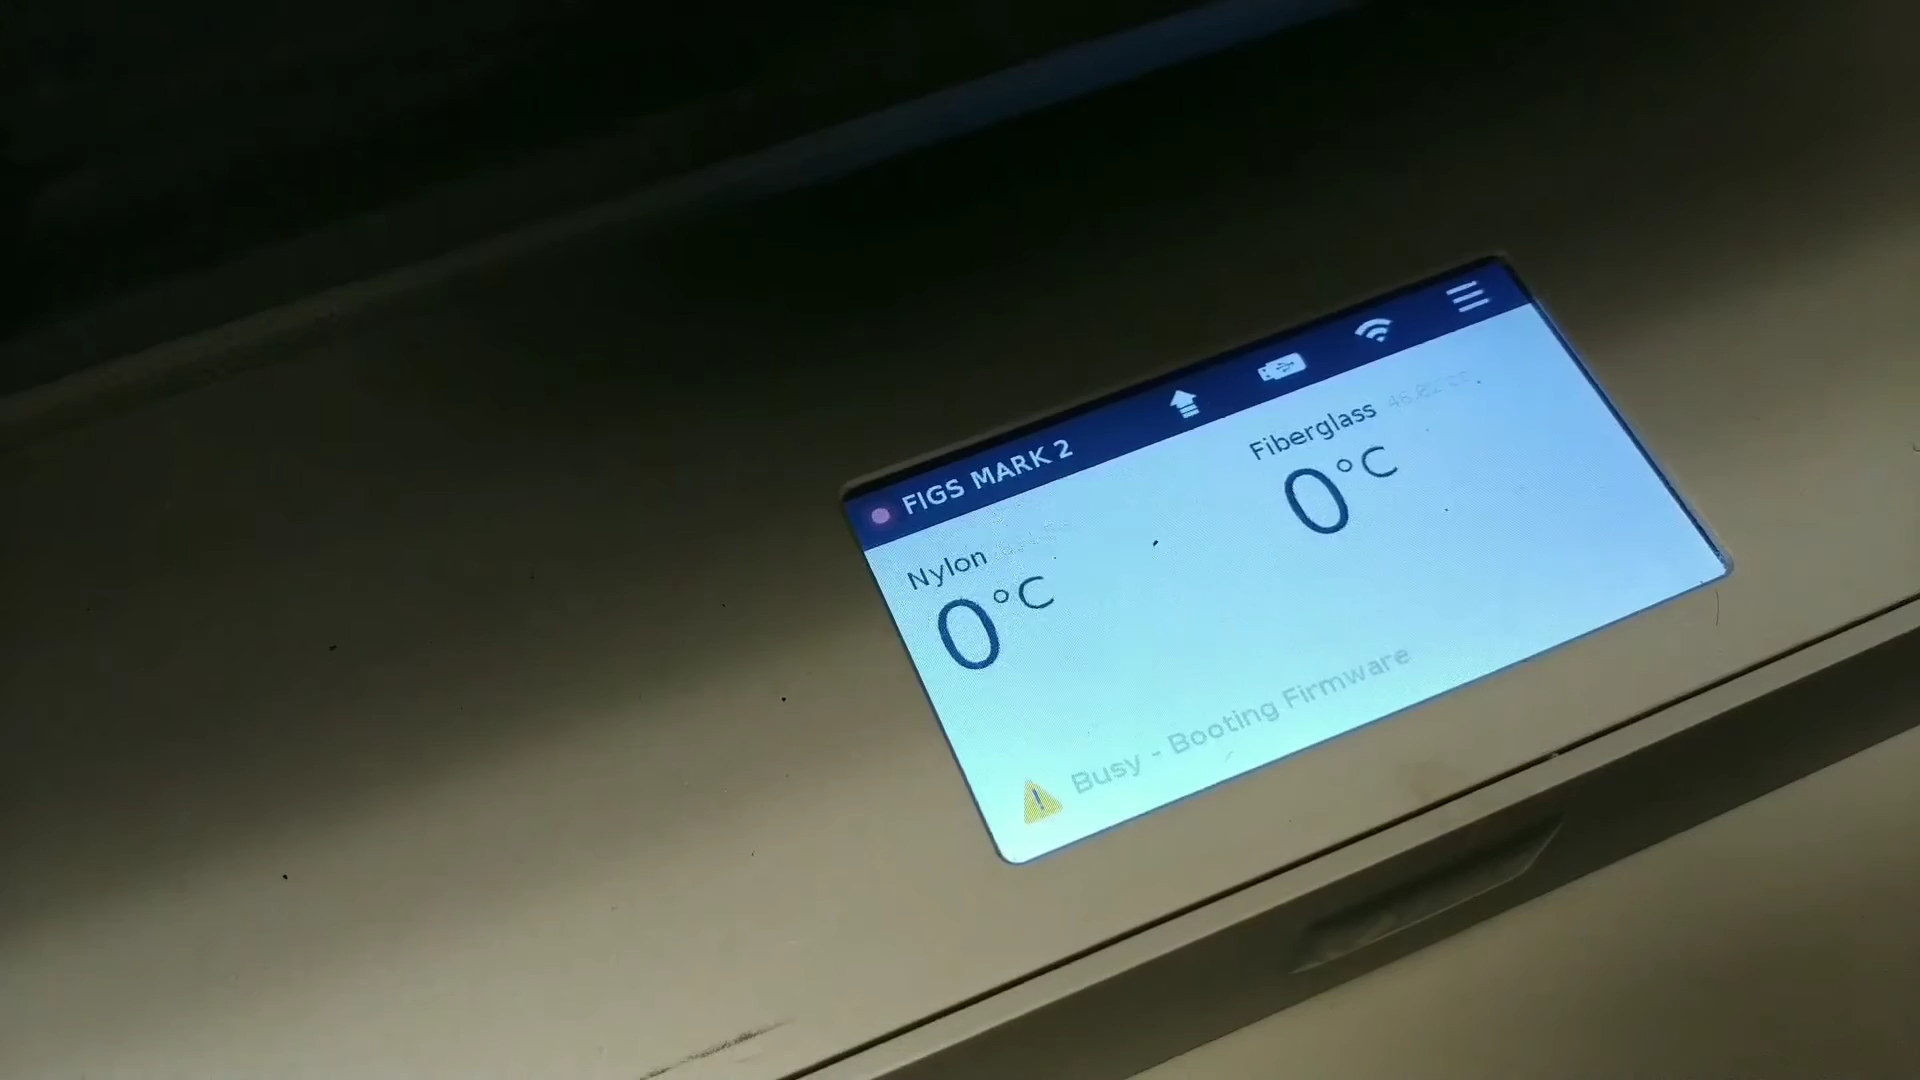 FIGS MARK 2
Nylon
0°C
Fiberglass
0°C
Busy - Booting Firmware